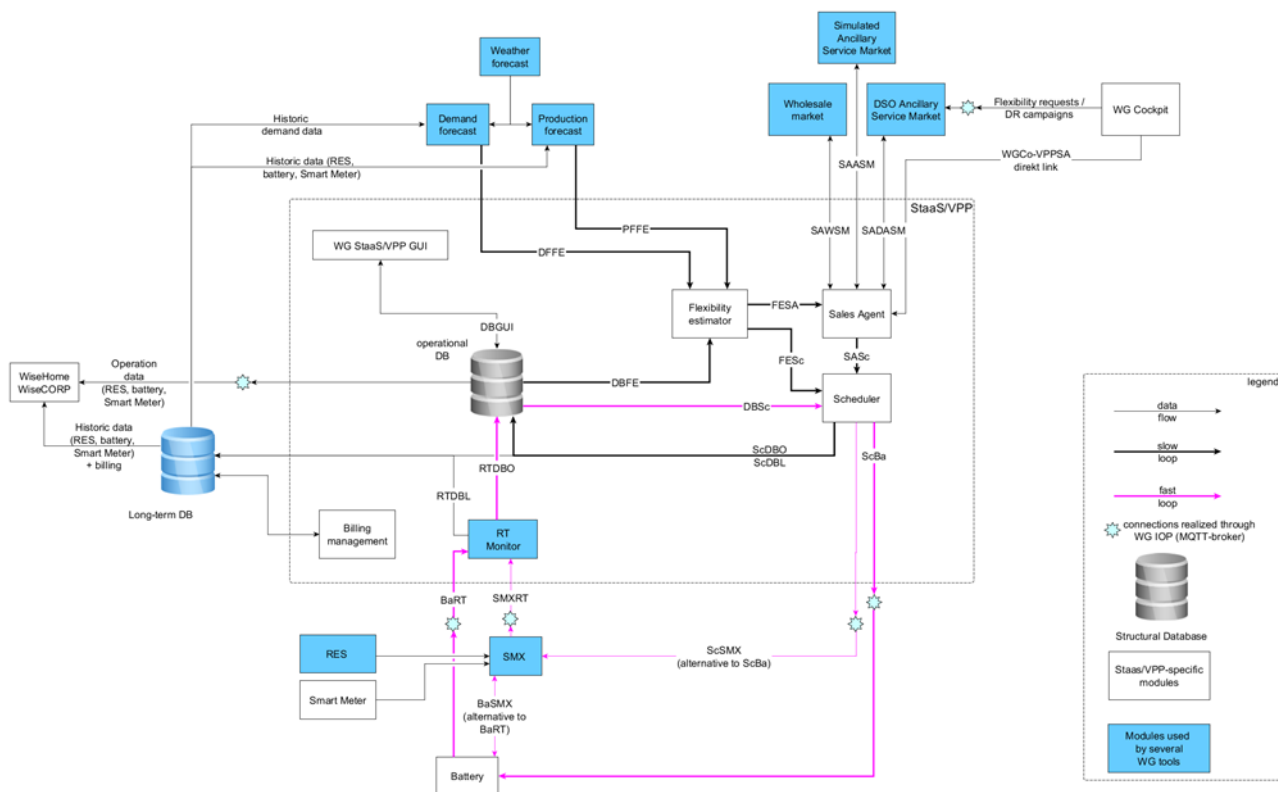 Simulated
Ancillary
Service Market
Weather
forecast
Wholesale
market
DSO Ancillary
Service Market
Flexibility requests /
DR campaigns
WG Cockpit
Historic
demand data
Demand
forecast
Production
forecast
Historic data (RES,
battery, Smart Meter)
WGCo-VPPSA
direkt link
SAASM
StaaS/VPP
SAWSM
SADASM
PFFE
DFFE
WG StaaS/VPP GUI
Flexibility
estimator
FESA
Sales Agent
DBGUI
operational
DB
FESc
SASc
Operation
data
(RES, battery,
Smart Meter)
WiseHome
WiseCORP
DBFE
Scheduler
DBSc
Historic data
(RES, battery,
Smart Meter)
+ billing
ScDBO
ScDBL
ScBa
RTDBO
RTDBL
Long-term DB
Billing
management
RT
Monitor
BaRT
SMXRT
RES
SMX
ScSMX
(alternative to ScBa)
Smart Meter
BaSMX
(alternative to
BaRT)
Battery
legend
data
flow
slow
loop
fast
loop
connections realized through
WG IOP (MQTT-broker)
Structural Database
Staas/VPP-specific
modules
Modules used
by several
WG tools